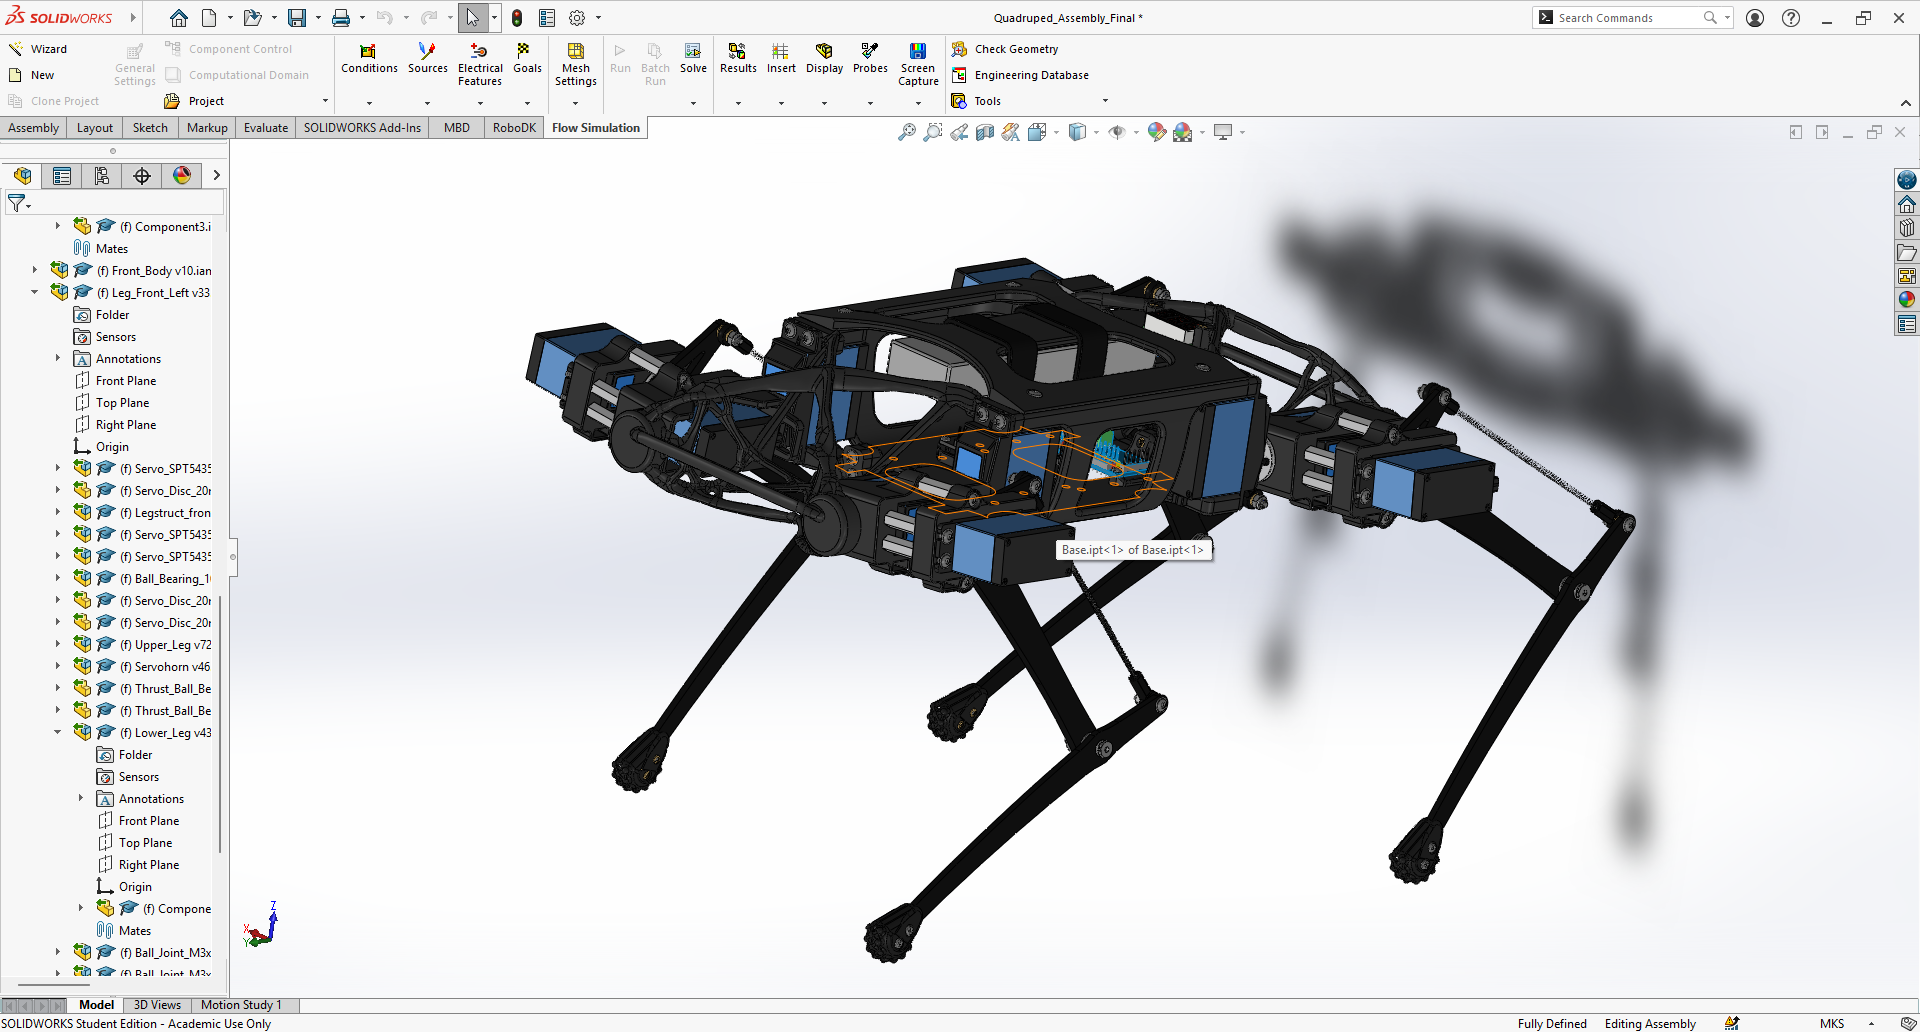 SOLIDWORKS
Quadruped_Assembly_Final *
Search Commands
Wizard
New
Clone Project
General Settings
Component Control
Computational Domain
Project
Conditions
Sources
Electrical Features
Goals
Mesh Settings
Run
Batch Run
Solve
Results
Insert
Display
Probes
Screen Capture
Check Geometry
Engineering Database
Tools
Assembly
Layout
Sketch
Markup
Evaluate
SOLIDWORKS Add-Ins
MBD
RoboDK
Flow Simulation
(f) Component3.i
Mates
(f) Front_Body v10.ian
(f) Leg_Front_Left v33
Folder
Sensors
Annotations
Front Plane
Top Plane
Right Plane
Origin
(f) Servo_SPT5435
(f) Servo_Disc_20r
(f) Legstruct_fron
(f) Servo_SPT5435
(f) Servo_SPT5435
(f) Ball_Bearing_1
(f) Servo_Disc_20r
(f) Servo_Disc_20r
(f) Upper_Leg v72
(f) Servohorn v46
(f) Thrust_Ball_Be
(f) Thrust_Ball_Be
(f) Lower_Leg v43
Folder
Sensors
Annotations
Front Plane
Top Plane
Right Plane
Origin
(f) Compone
Mates
(f) Ball_Joint_M3x
(f) Ball_Joint_M3x
Base.ipt<1> of Base.ipt<1>
Z
X
Y
Model
3D Views
Motion Study 1
SOLIDWORKS Student Edition - Academic Use Only
Fully Defined
Editing Assembly
MKS